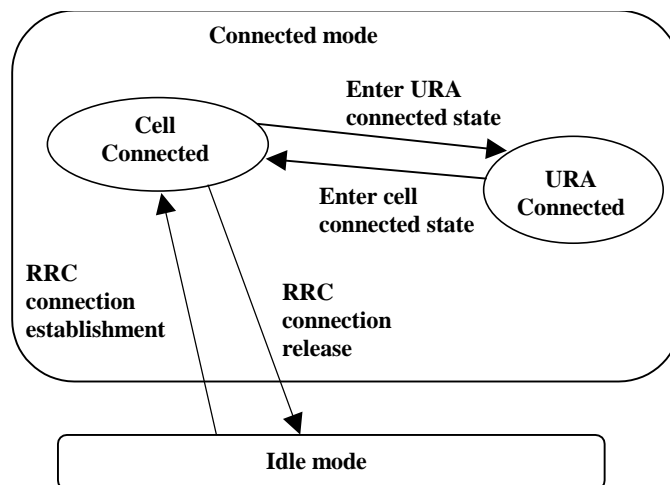 Connected mode
Enter URA
connected state
Cell
Connected
URA
Connected
Enter cell
connected state
RRC
connection
establishment
RRC
connection
release
Idle mode